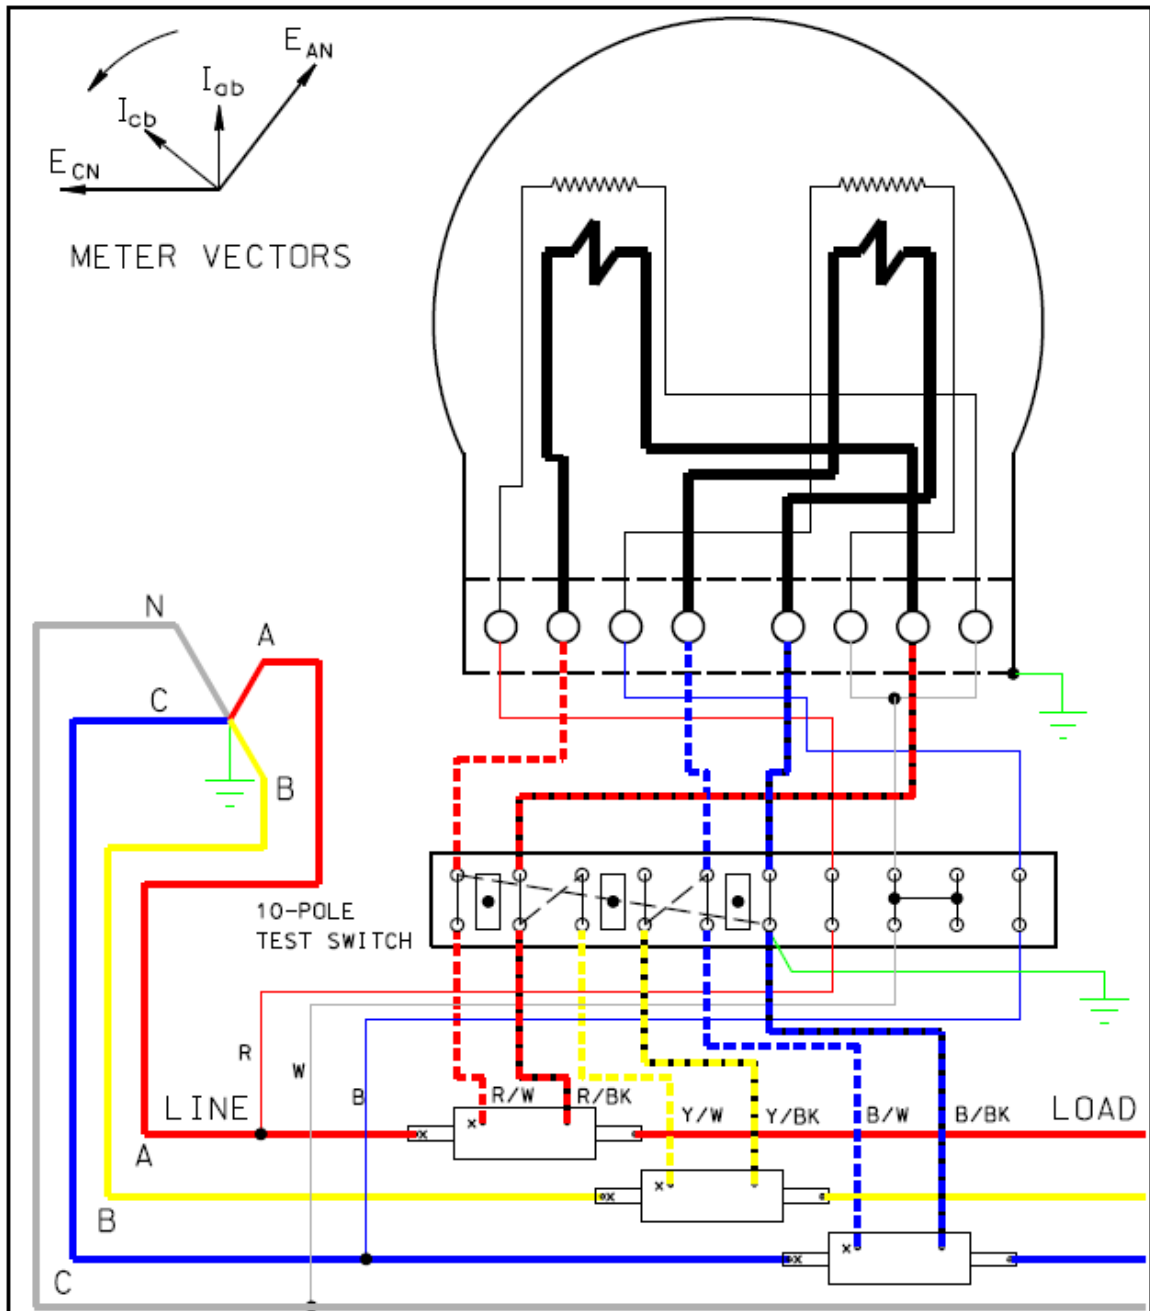 E AN
I ab
I cb
E CN
METER VECTORS
N
A
C
B
10-POLE
TEST SWITCH
R
W
B
R/W
R/BK
Y/W
Y/BK
B/W
B/BK
LINE
LOAD
A
B
C